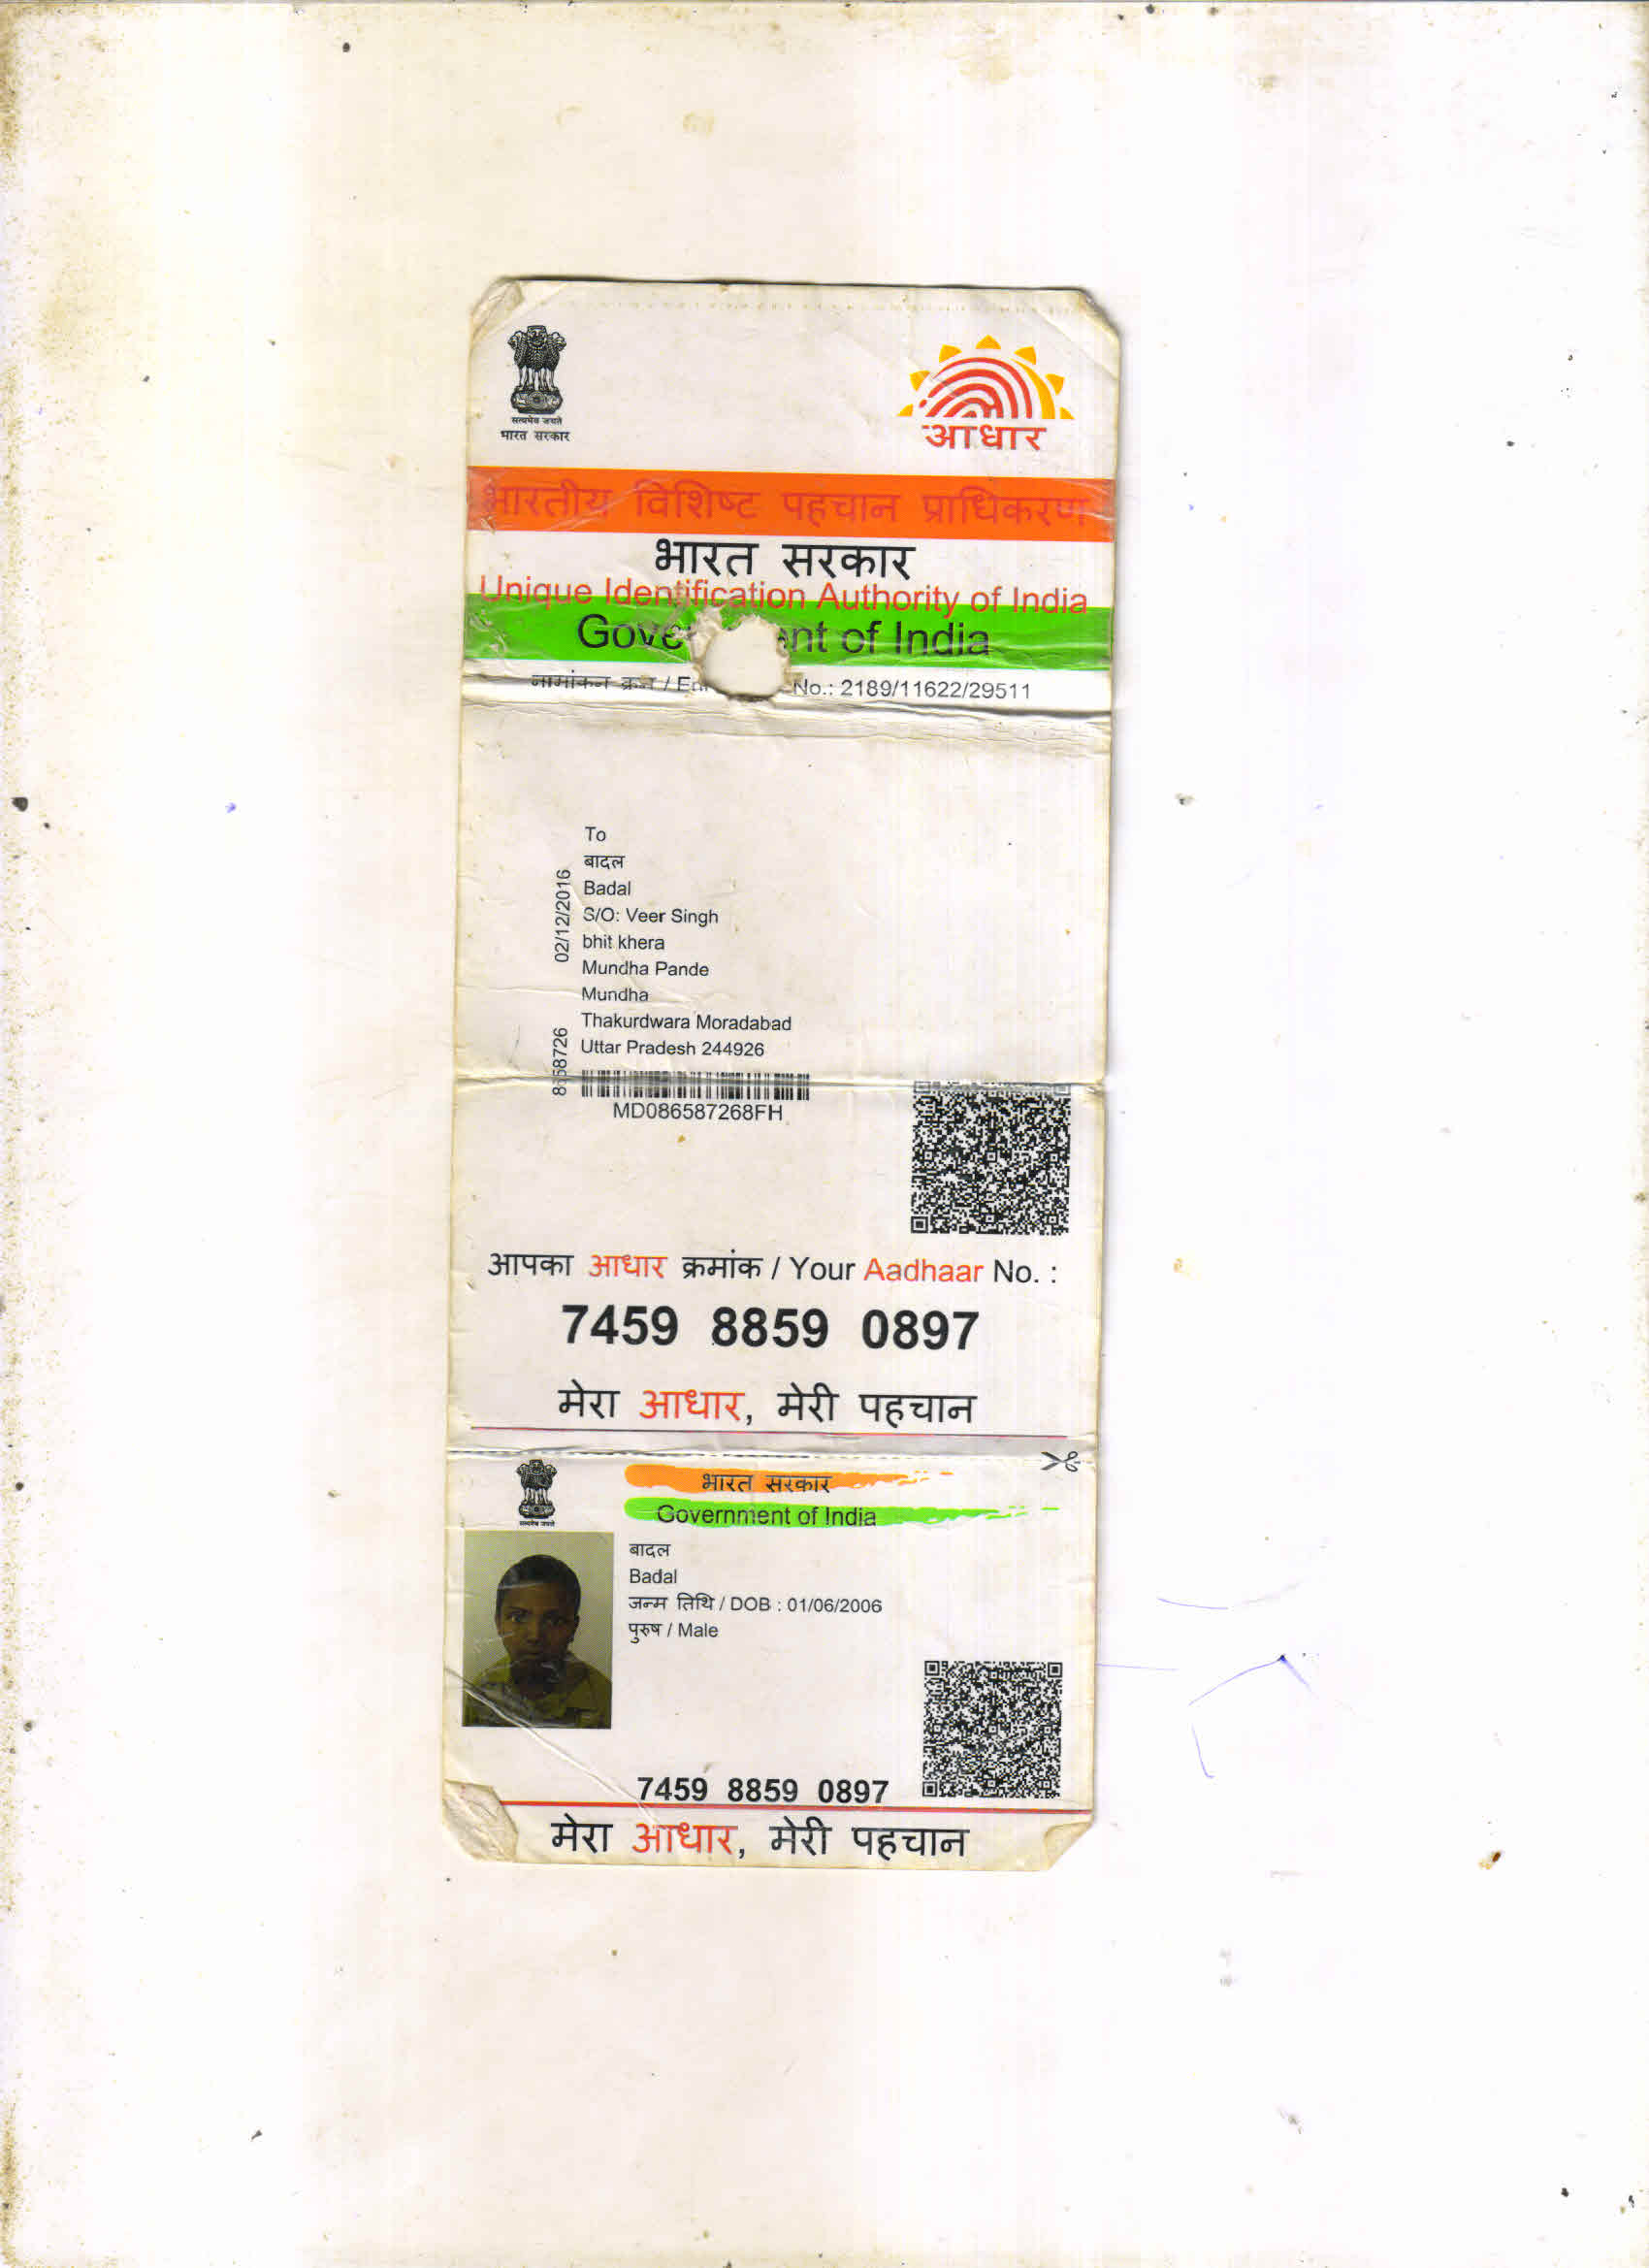 सत्यमेव जयते
भारत सरकार
आधार
भारतीय विशिष्ट पहचान प्राधिकरण
भारत सरकार
Unique Identification Authority of India
of India
नामांकन क्रम / No.: 2189/11622/29511
To
बादल
Badal
S/O: Veer Singh
bhit khera
Mundha Pande
Mundha
Thakurdwara Moradabad
Uttar Pradesh 244926
02/12/2016
MD086587268FH
आपका आधार क्रमांक / Your Aadhaar No. :
7459 8859 0897
मेरा आधार, मेरी पहचान
भारत सरकार
Government of India
सत्यमेव जयते
बादल
Badal
जन्म तिथि / DOB : 01/06/2006
पुरुष / Male
7459 8859 0897
मेरा आधार, मेरी पहचान